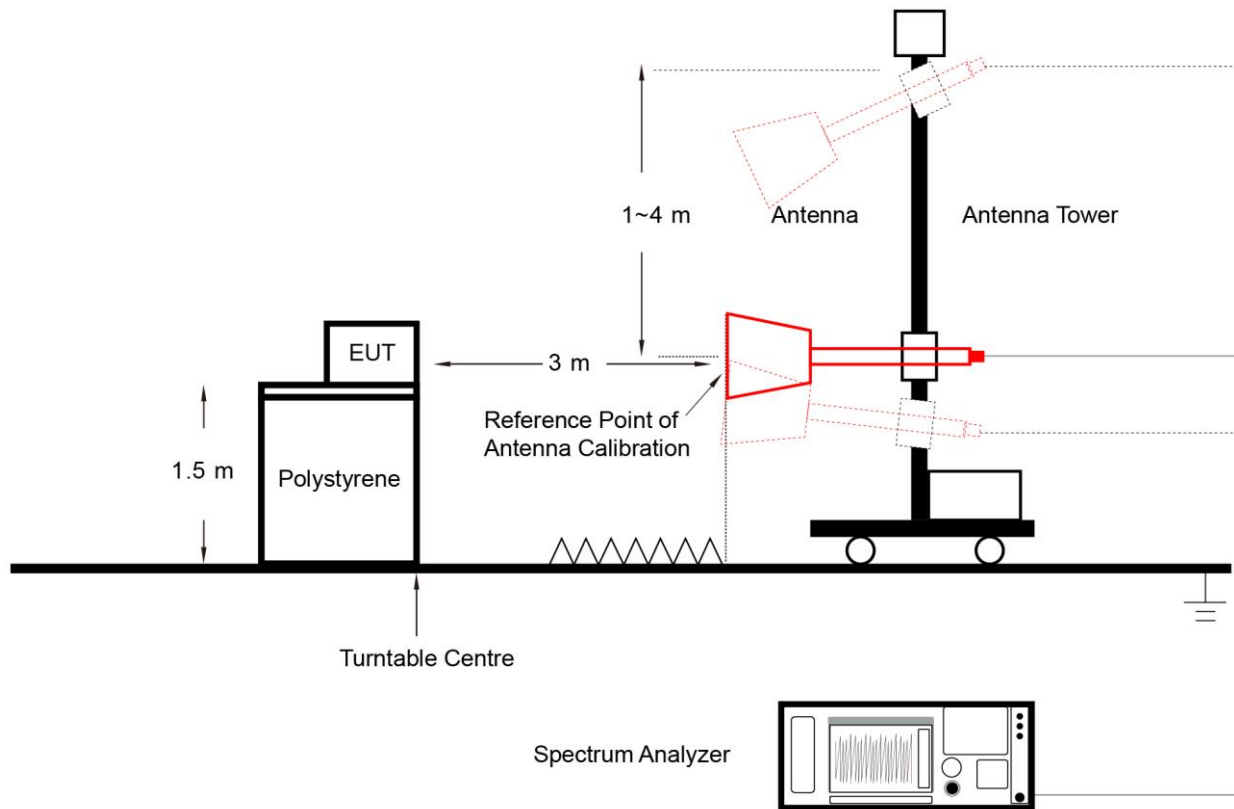 1~4 m
Antenna
Antenna Tower
EUT
3 m
Reference Point of
Antenna Calibration
1.5 m
Polystyrene
Turntable Centre
Spectrum Analyzer